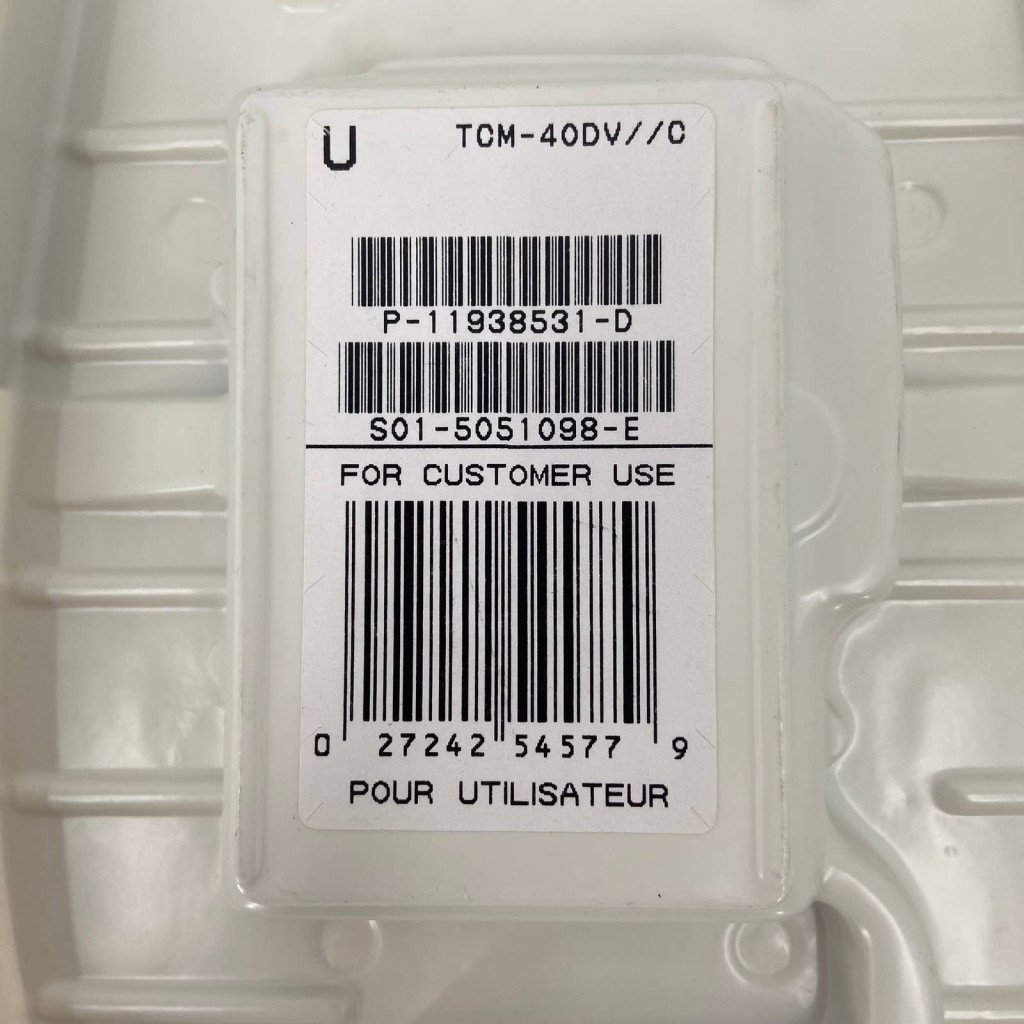 U TCM-40DV//C
P-11938531-D
S01-5051098-E
FOR CUSTOMER USE
0 27242 54577 9
POUR UTILISATEUR